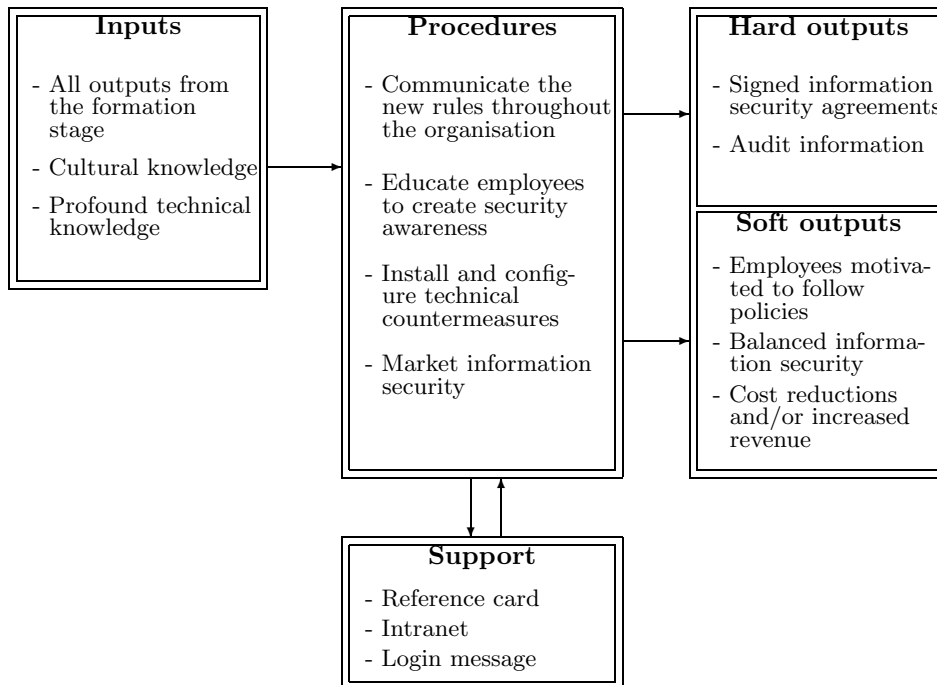 Inputs
- All outputs from
the formation
stage
- Cultural knowledge
- Profound technical
knowledge
Procedures
- Communicate the
new rules throughout
the organisation
- Educate employees
to create security
awareness
- Install and config-
ure technical
countermeasures
- Market information
security
Hard outputs
- Signed information
security agreements
- Audit information
Soft outputs
- Employees motiva-
ted to follow
policies
- Balanced informa-
tion security
- Cost reductions
and/or increased
revenue
Support
- Reference card
- Intranet
- Login message